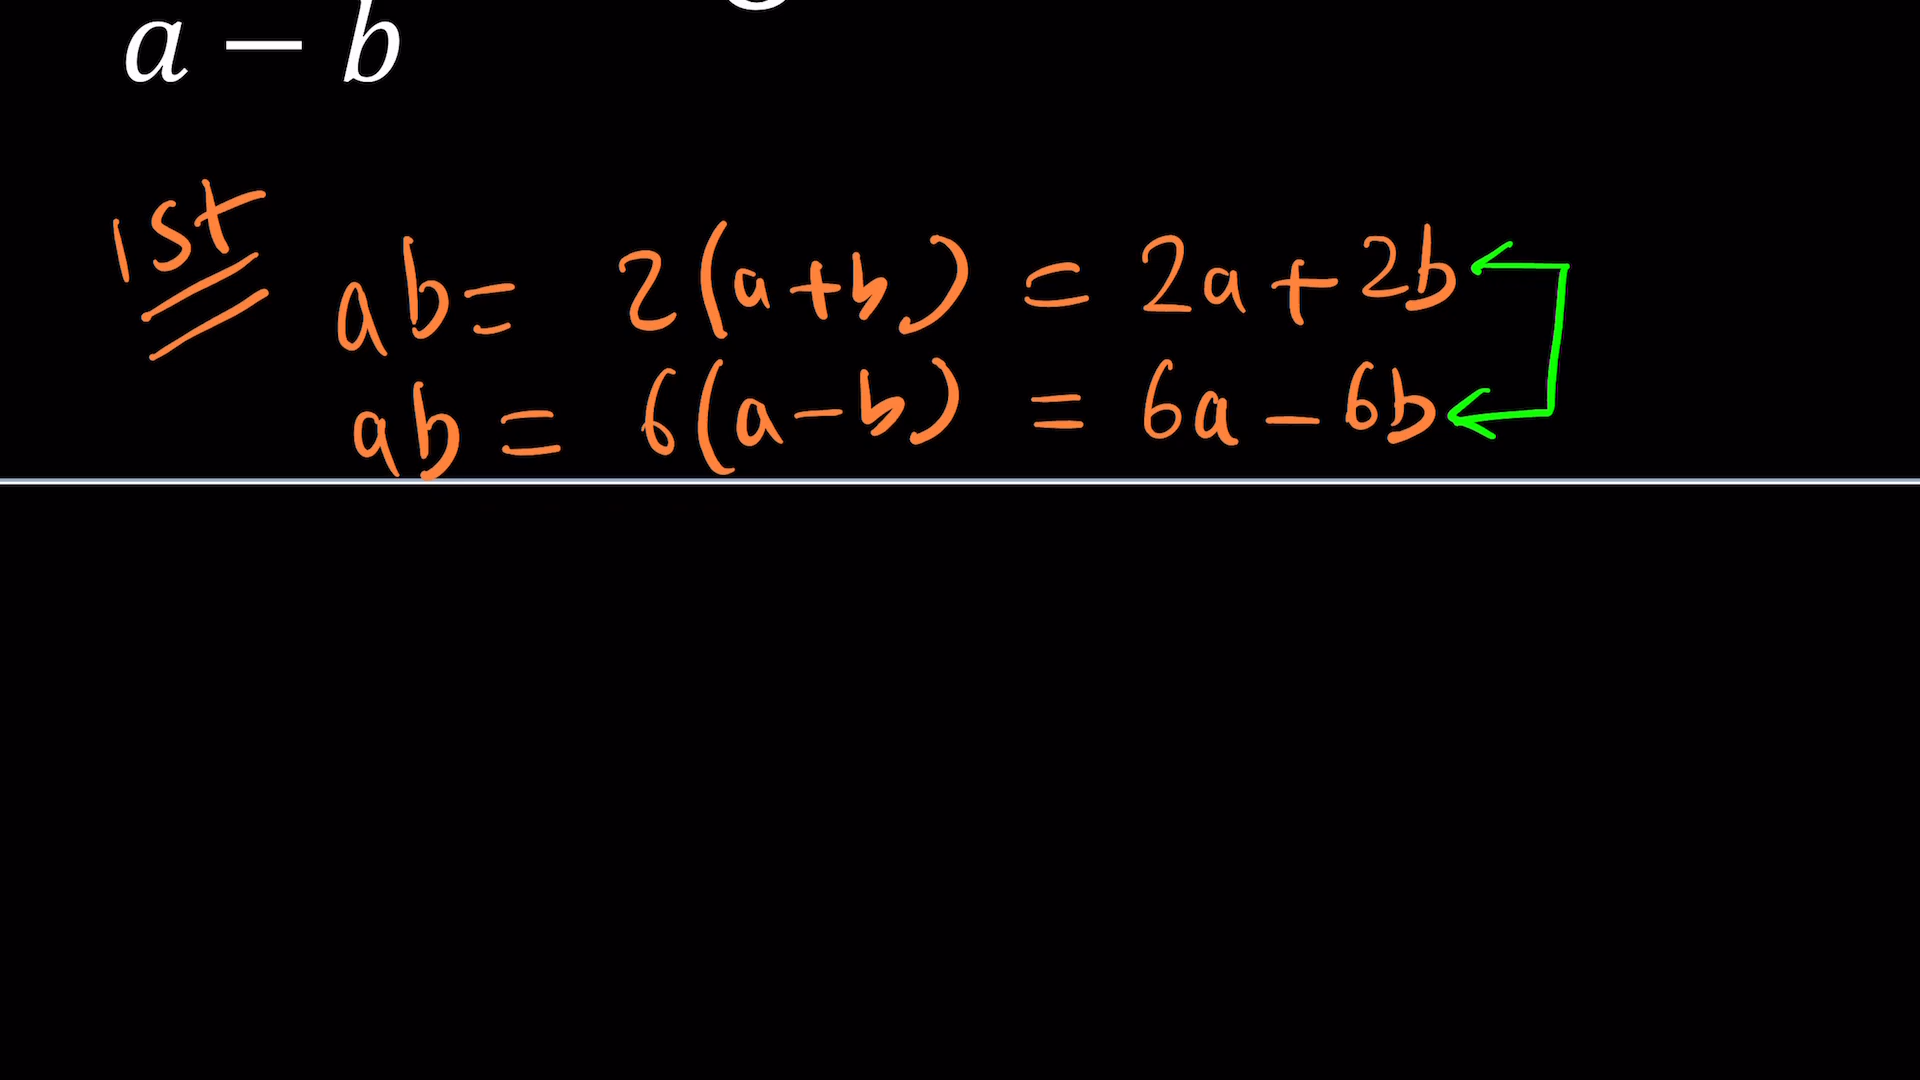 a − b
1st
ab = 2(a+b) = 2a + 2b
ab = 6(a−b) = 6a − 6b